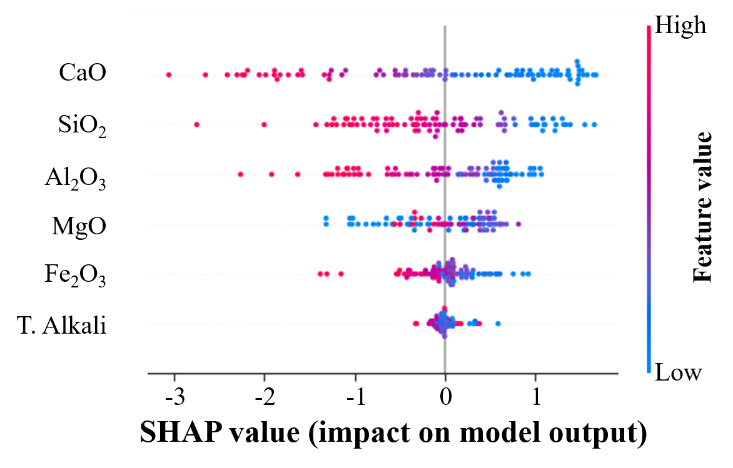 High
CaO
SiO₂
Al₂O₃
MgO
Fe₂O₃
T. Alkali
Feature value
Low
-3 -2 -1 0 1
SHAP value (impact on model output)